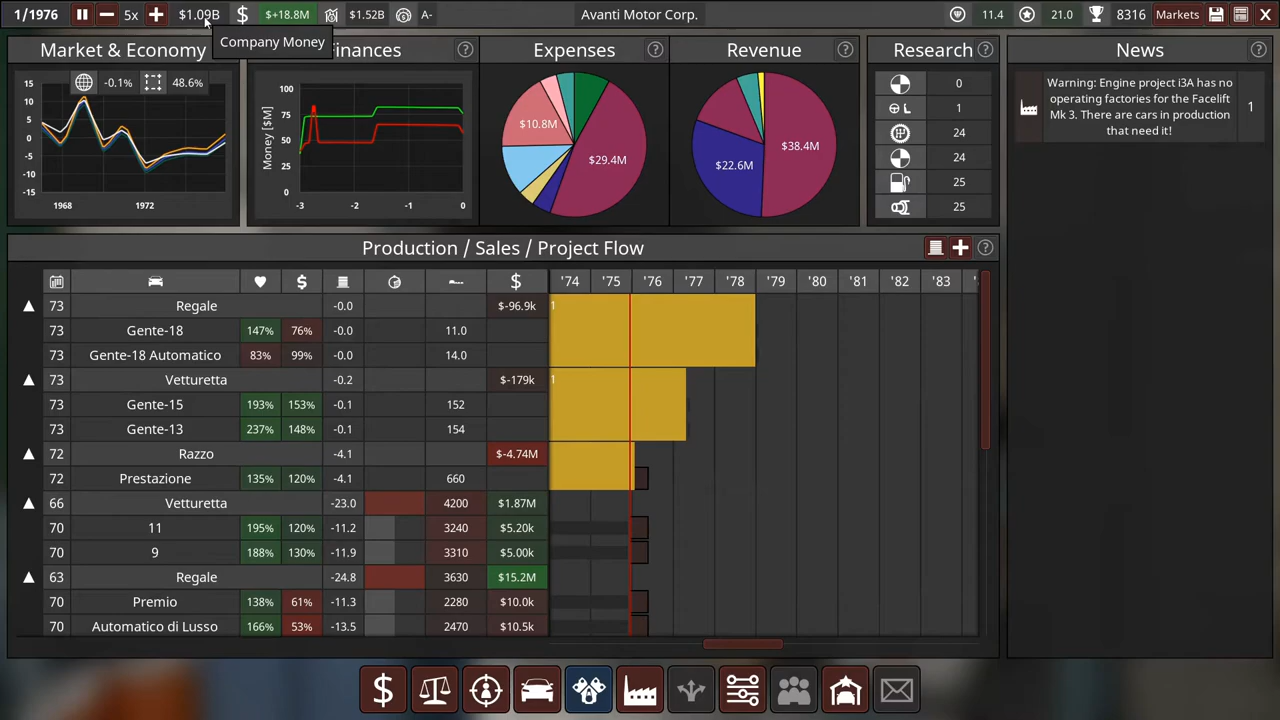 1/1976
5x
$1.09B
$
$+18.8M
$1.52B
A-
Avanti Motor Corp.
11.4
21.0
8316
Markets
Company Money
Market & Economy
-0.1%
48.6%
15
10
5
0
-5
-10
-15
1968
1972
Finances
?
Money [$M]
100
75
50
25
0
-3
-2
-1
0
Expenses
?
$10.8M
$29.4M
Revenue
?
$22.6M
$38.4M
Research
?
0
L 1
24
24
25
25
News
?
Warning: Engine project i3A has no
operating factories for the Facelift
Mk 3. There are cars in production
that need it!
1
Production / Sales / Project Flow
?
$ $ '74 '75 '76 '77 '78 '79 '80 '81 '82 '83 '
73 Regale -0.0 $-96.9k 1
73 Gente-18 147% 76% -0.0 11.0
73 Gente-18 Automatico 83% 99% -0.0 14.0
73 Vetturetta -0.2 $-179k 1
73 Gente-15 193% 153% -0.1 152
73 Gente-13 237% 148% -0.1 154
72 Razzo -4.1 $-4.74M
72 Prestazione 135% 120% -4.1 660
66 Vetturetta -23.0 4200 $1.87M
70 11 195% 120% -11.2 3240 $5.20k
70 9 188% 130% -11.9 3310 $5.00k
63 Regale -24.8 3630 $15.2M
70 Premio 138% 61% -11.3 2280 $10.0k
70 Automatico di Lusso 166% 53% -13.5 2470 $10.5k
$